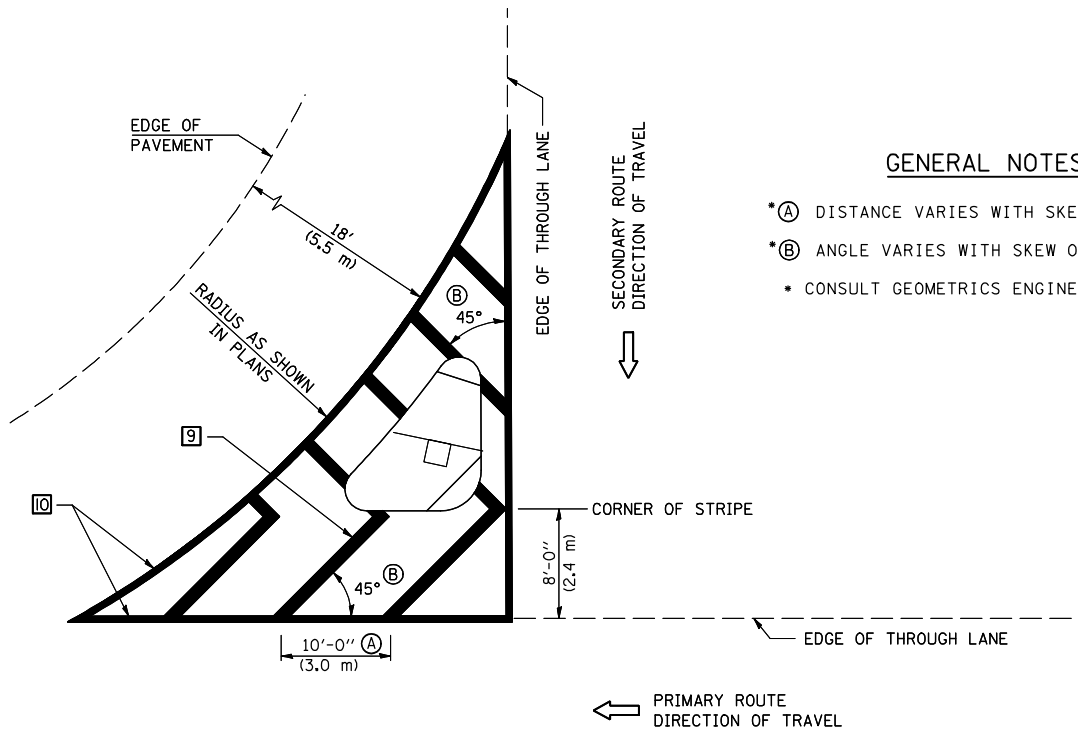 EDGE OF
PAVEMENT
18'
(5.5 m)
RADIUS AS SHOWN
IN PLANS
EDGE OF THROUGH LANE
SECONDARY ROUTE
DIRECTION OF TRAVEL
GENERAL NOTES
*Ⓐ DISTANCE VARIES WITH SKE
*Ⓑ ANGLE VARIES WITH SKEW O
* CONSULT GEOMETRICS ENGINE
Ⓑ
45°
9
10
CORNER OF STRIPE
8'-0"
(2.4 m)
45° Ⓑ
10'-0" Ⓐ
(3.0 m)
EDGE OF THROUGH LANE
PRIMARY ROUTE
DIRECTION OF TRAVEL